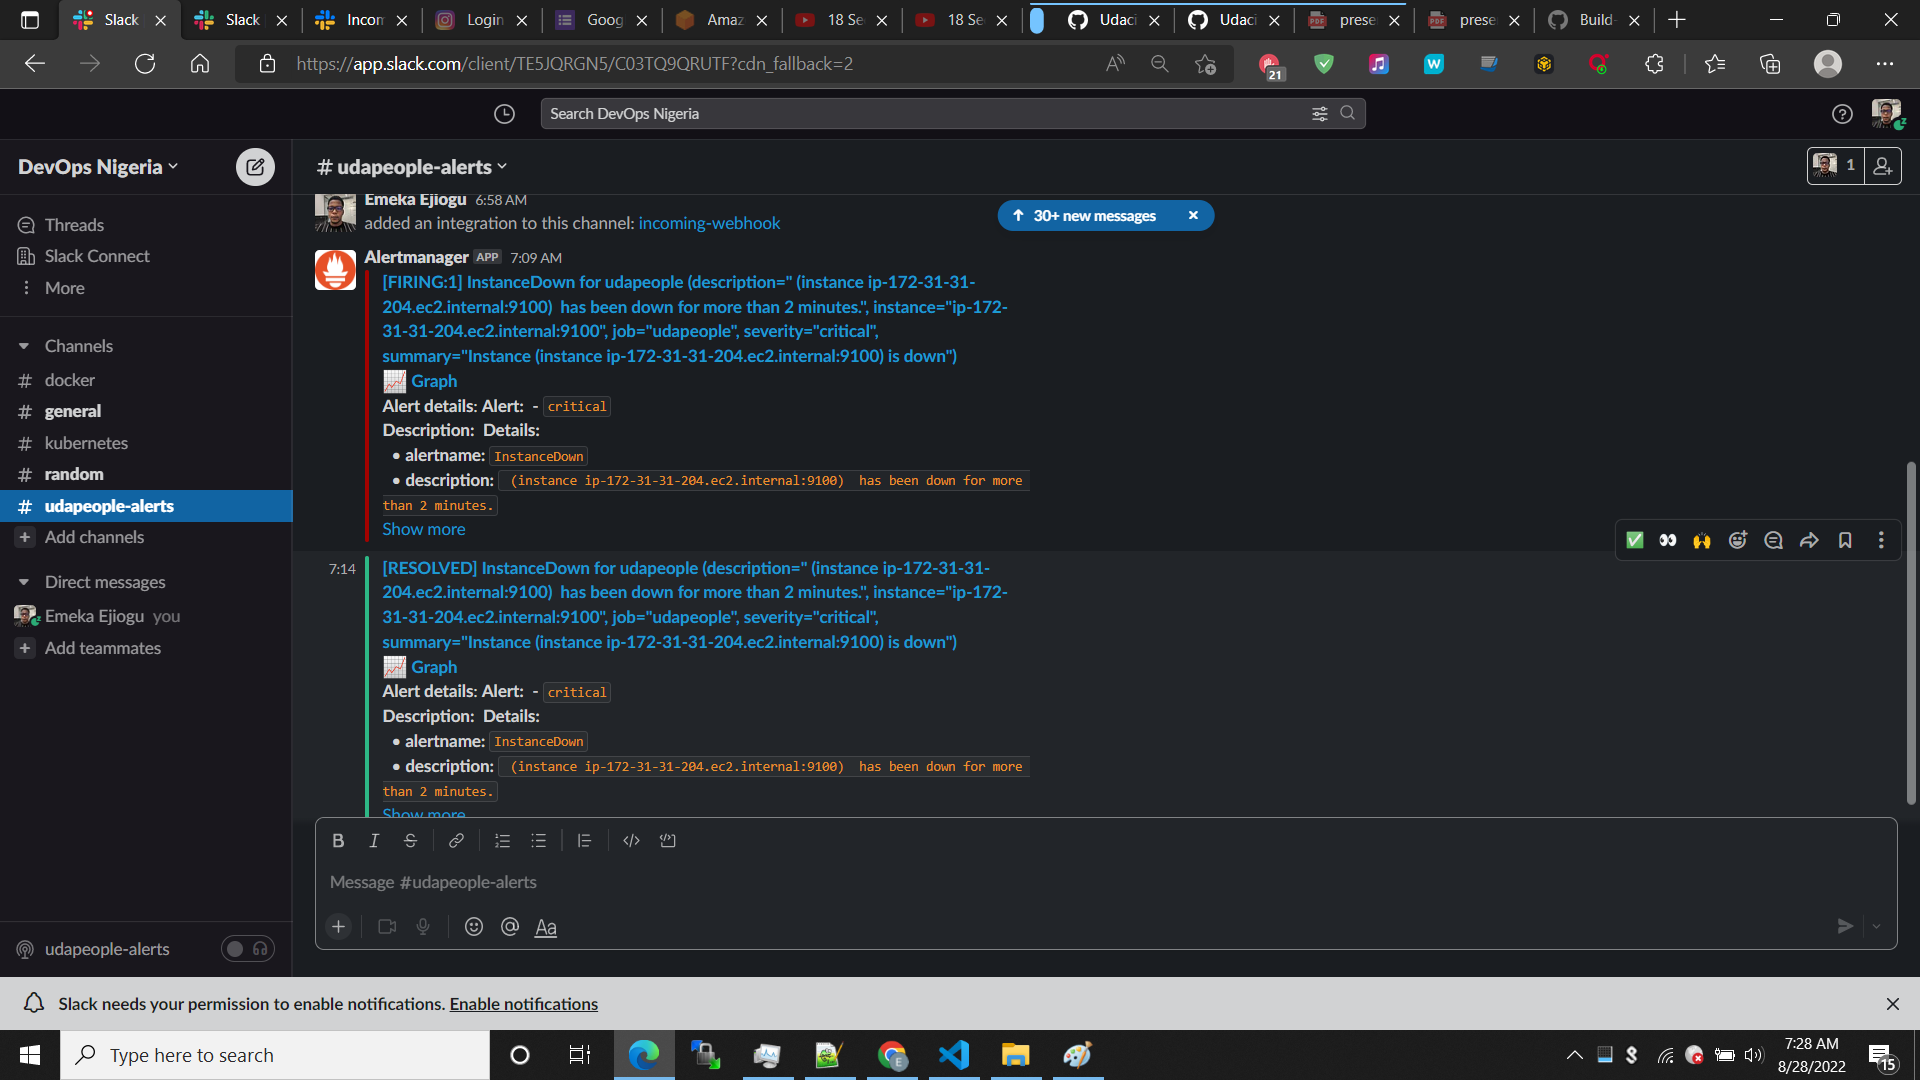 Slack
Slack
Incom
Login
Goog
Amaz
18 Se
18 Se
Udaci
Udaci
prese
prese
Build-
https://app.slack.com/client/TE5JQRGN5/C03TQ9QRUTF?cdn_fallback=2
21
Search DevOps Nigeria
DevOps Nigeria
# udapeople-alerts
1
Threads
Slack Connect
More
Channels
# docker
# general
# kubernetes
# random
# udapeople-alerts
+ Add channels
Direct messages
Emeka Ejiogu you
+ Add teammates
udapeople-alerts
Emeka Ejiogu 6:58 AM
added an integration to this channel: incoming-webhook
30+ new messages
Alertmanager APP 7:09 AM
[FIRING:1] InstanceDown for udapeople (description=" (instance ip-172-31-31-
204.ec2.internal:9100)  has been down for more than 2 minutes.", instance="ip-172-
31-31-204.ec2.internal:9100", job="udapeople", severity="critical",
summary="Instance (instance ip-172-31-31-204.ec2.internal:9100) is down")
Graph
Alert details: Alert:  - critical
Description:  Details:
• alertname: InstanceDown
• description: (instance ip-172-31-31-204.ec2.internal:9100)  has been down for more
than 2 minutes.
Show more
7:14
[RESOLVED] InstanceDown for udapeople (description=" (instance ip-172-31-31-
204.ec2.internal:9100)  has been down for more than 2 minutes.", instance="ip-172-
31-31-204.ec2.internal:9100", job="udapeople", severity="critical",
summary="Instance (instance ip-172-31-31-204.ec2.internal:9100) is down")
Graph
Alert details: Alert:  - critical
Description:  Details:
• alertname: InstanceDown
• description: (instance ip-172-31-31-204.ec2.internal:9100)  has been down for more
than 2 minutes.
Show more
B I S
Message #udapeople-alerts
Aa
Slack needs your permission to enable notifications. Enable notifications
Type here to search
7:28 AM
8/28/2022
15